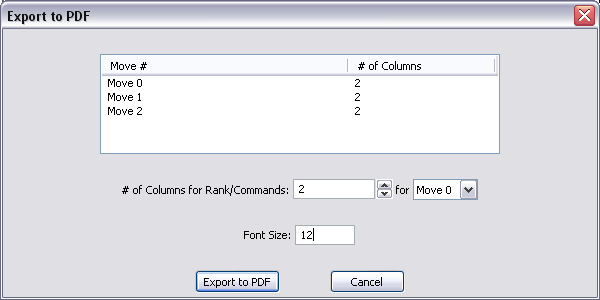 Export to PDF
Move # # of Columns
Move 0 2
Move 1 2
Move 2 2
# of Columns for Rank/Commands: 2 for Move 0
Font Size: 12
Export to PDF Cancel